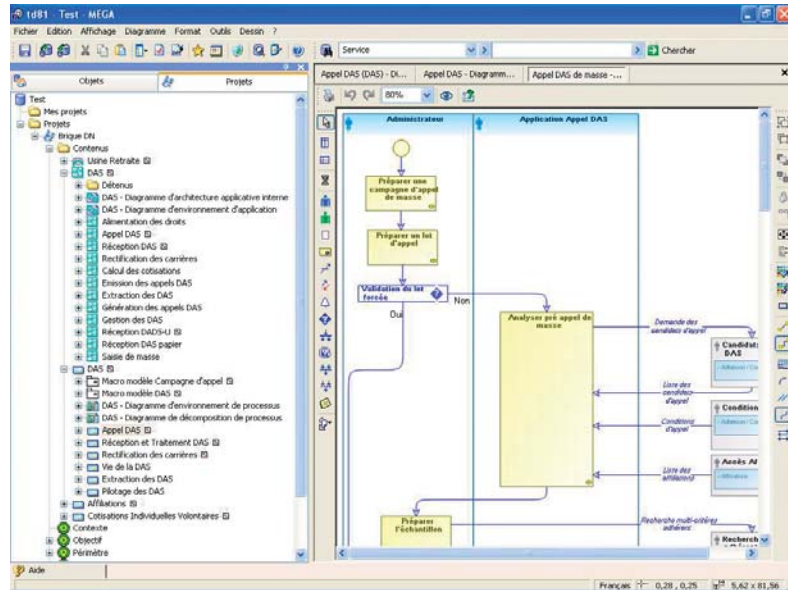 td81 - Test - MEGA
Fichier Edition Affichage Diagramme Format Outils Dessin ?
Service
Chercher
Objets
Projets
Test
Mes projets
Projets
Brique DN
Contenus
Usine Retraite
DAS
Détenus
DAS - Diagramme d'architecture applicative interne
DAS - Diagramme d'environnement d'application
Alimentation des droits
Appel DAS
Réception DAS
Rectification des carrières
Calcul des cotisations
Emission des appels DAS
Extraction des DAS
Génération des appels DAS
Gestion des DAS
Réception DADS-U
Réception DAS papier
Saisie de masse
DAS
Macro modèle Campagne d'appel
Macro modèle DAS
DAS - Diagramme d'environnement de processus
DAS - Diagramme de décomposition de processus
Appel DAS
Réception et Traitement DAS
Rectification des carrières
Vie de la DAS
Extraction des DAS
Pilotage des DAS
Affiliations
Cotisations Individuelles Volontaires
Contexte
Objectif
Périmètre
Aide
Appel DAS (DAS) - Di...
Appel DAS - Diagramm...
Appel DAS de masse -...
80%
Administrateur
Application Appel DAS
Préparer une
campagne d'appel
de masse
Préparer un lot
d'appel
Validation du lot
forcée
Non
Oui
Analyser pré appel de
masse
Demande des
candidats d'appel
Candidats
DAS
Liste des
candidats
d'appel
Conditions
d'appel
Condition
Liste des
affiliations
Accès Af
Préparer
l'échantillon
Recherche multi-critères
adhérents
Recherch
Français
0,28 , 0,25
5,62 x 81,56